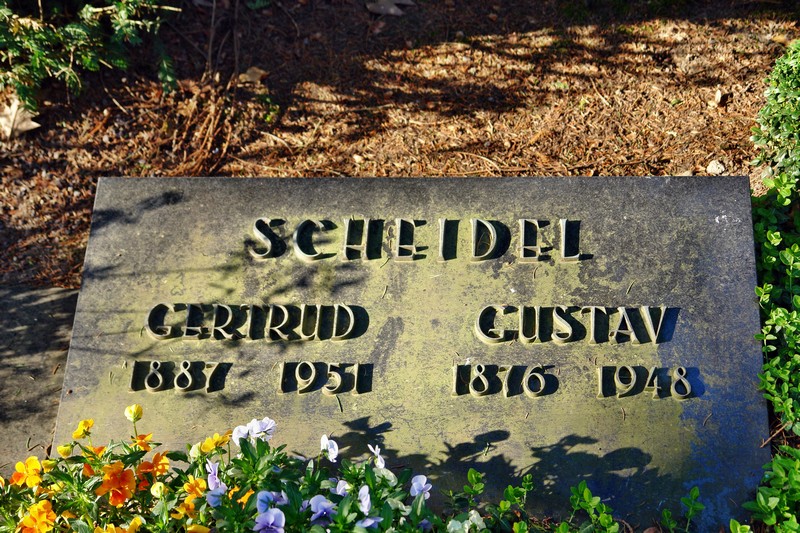 SCHEIDEL
GERTRUD GUSTAV
1887 1951 1876 1948